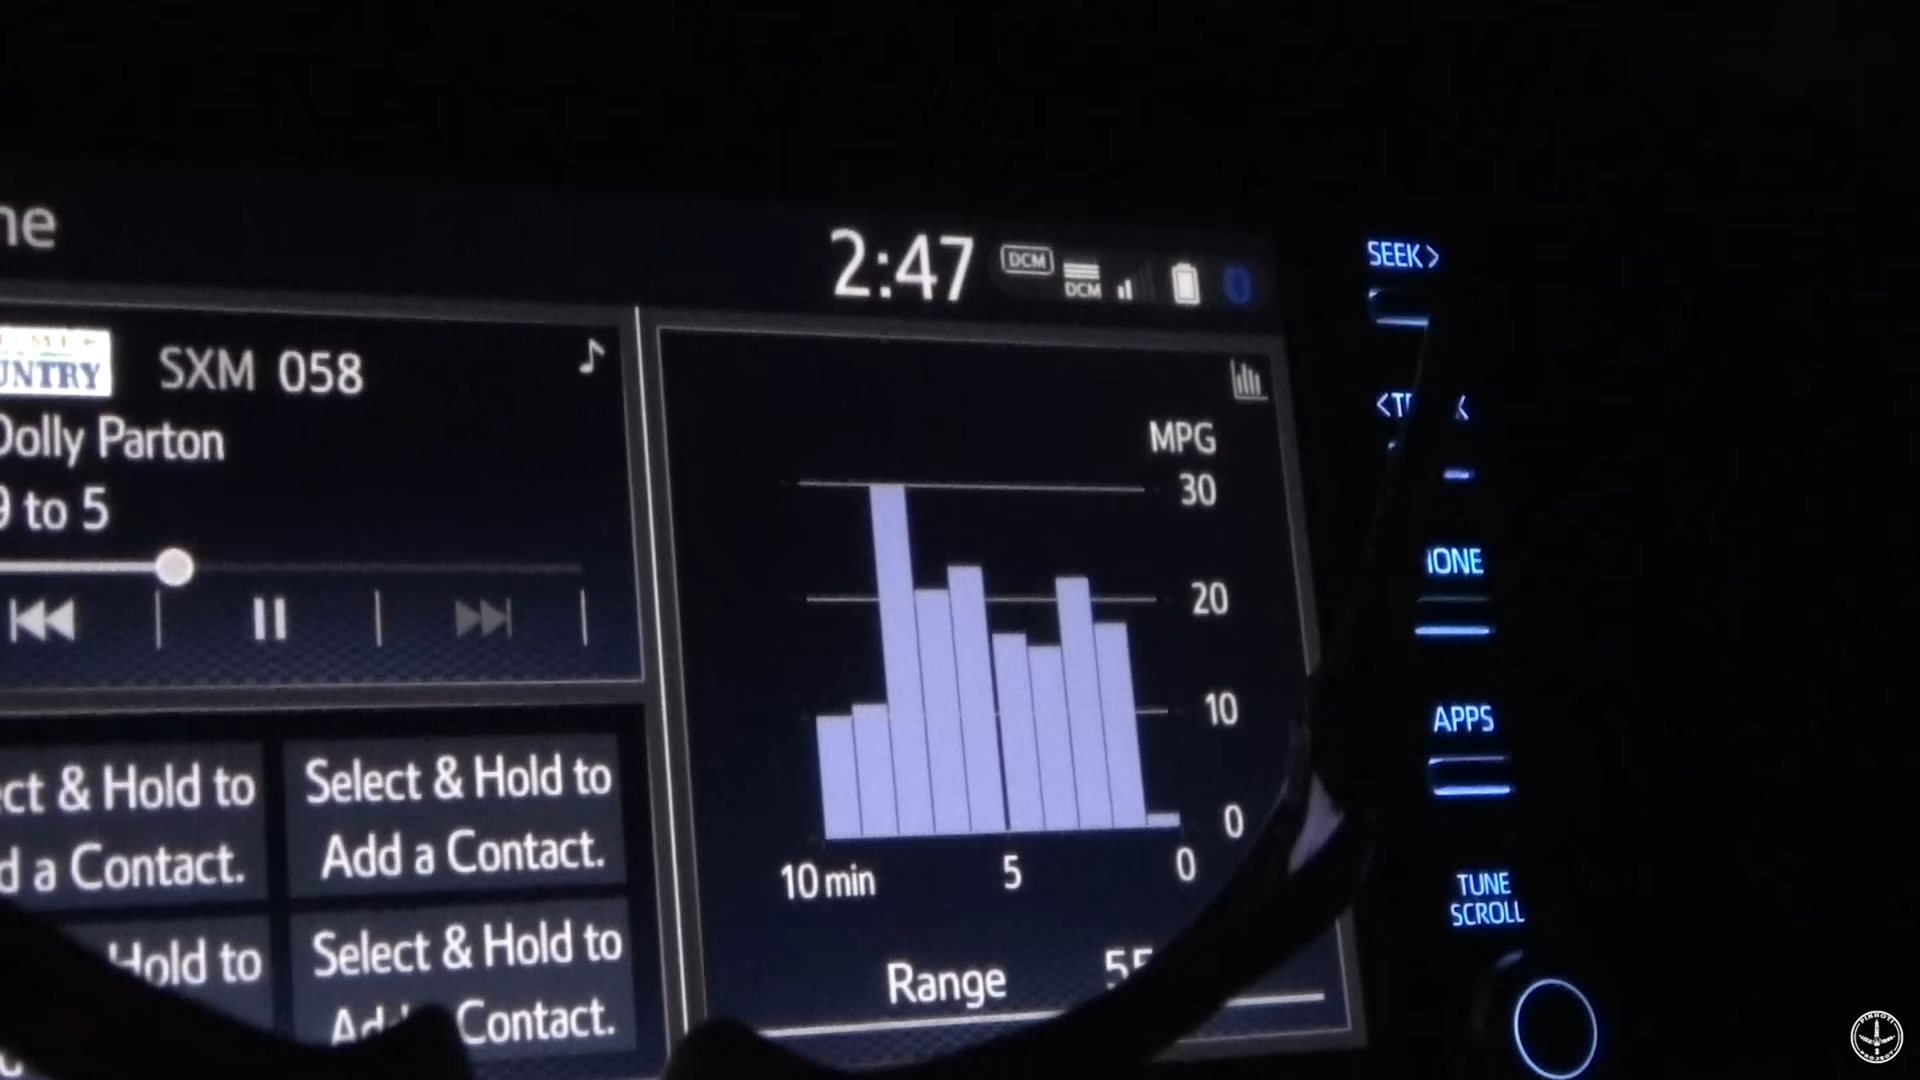 ne
2:47
DCM
DCM
UNTRY
SXM 058
Dolly Parton
9 to 5
MPG
30
20
10
0
10 min
5
0
Range
ct & Hold to
d a Contact.
Select & Hold to
Add a Contact.
Hold to
Select & Hold to
Contact.
SEEK>
APPS
TUNE
SCROLL
PINHOTI
PROJECT